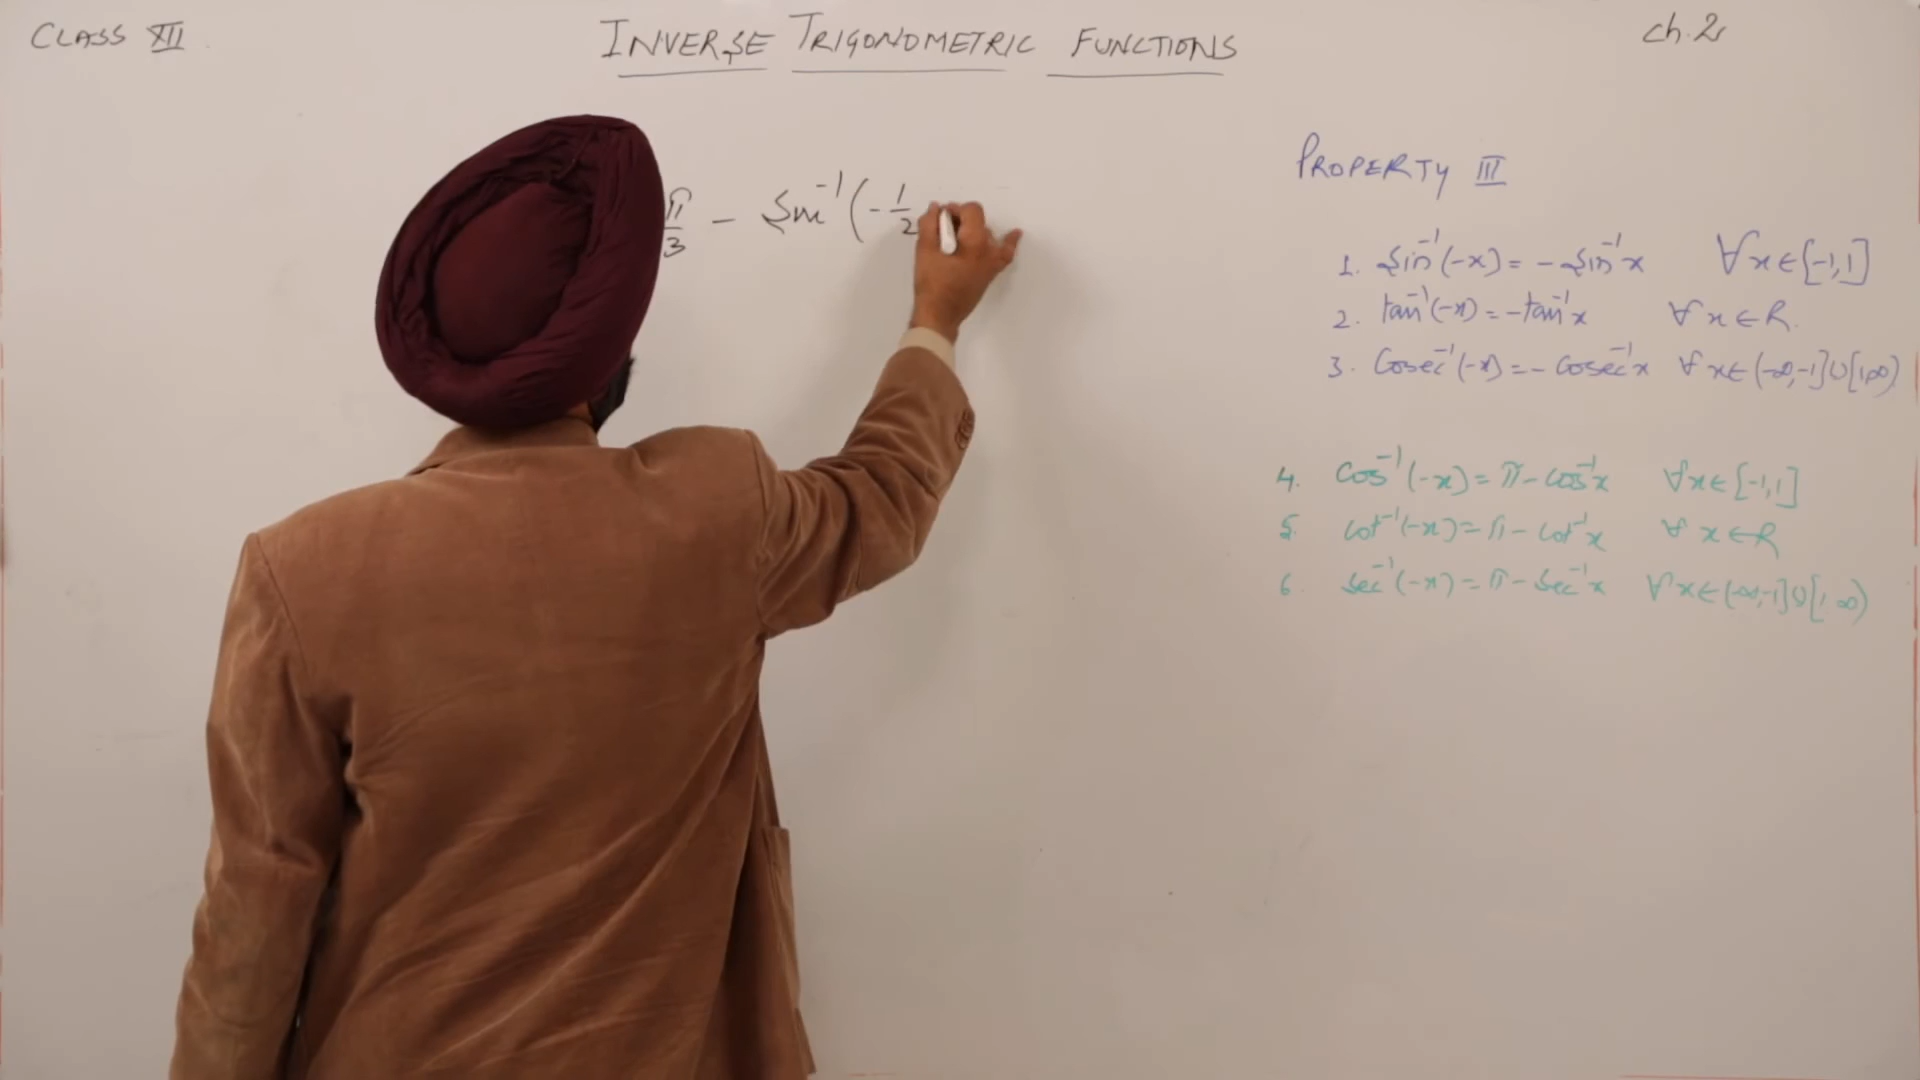 CLASS XII
INVERSE TRIGONOMETRIC FUNCTIONS
Ch.2
π/3 - Sin⁻¹(-1/2
PROPERTY III
1. Sin⁻¹(-x) = - Sin⁻¹x ∀x∈[-1,1]
2. tan⁻¹(-x) = -tan⁻¹x ∀x∈R.
3. Cosec⁻¹(-x) = - Cosec⁻¹x ∀x∈(-∞,-1]∪[1,∞)
4. Cos⁻¹(-x) = π - cos⁻¹x ∀x∈[-1,1]
5. Cot⁻¹(-x) = π - Cot⁻¹x ∀x∈R
6. Sec⁻¹(-x) = π - Sec⁻¹x ∀x∈(-∞,-1]∪[1,∞)